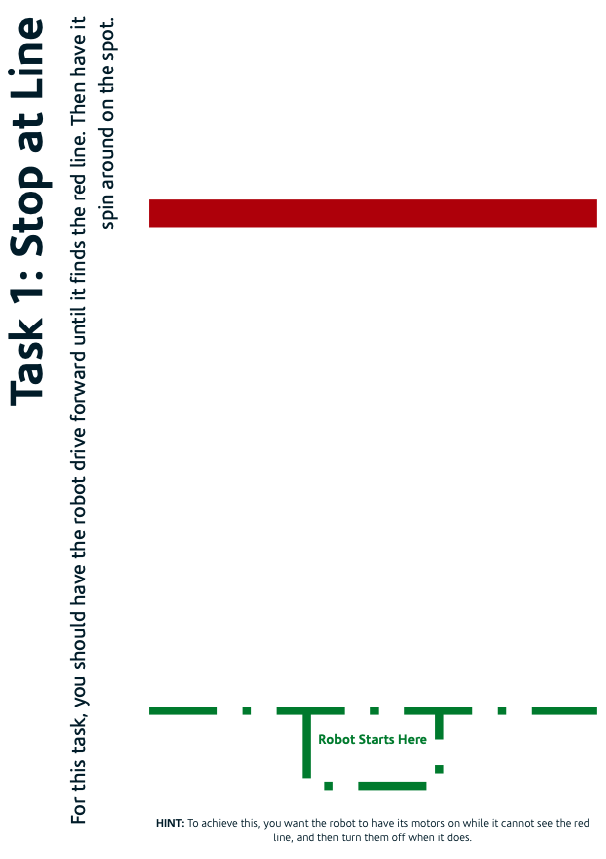 Task 1: Stop at Line
For this task, you should have the robot drive forward until it finds the red line. Then have it
spin around on the spot.
Robot Starts Here
HINT: To achieve this, you want the robot to have its motors on while it cannot see the red
line, and then turn them off when it does.